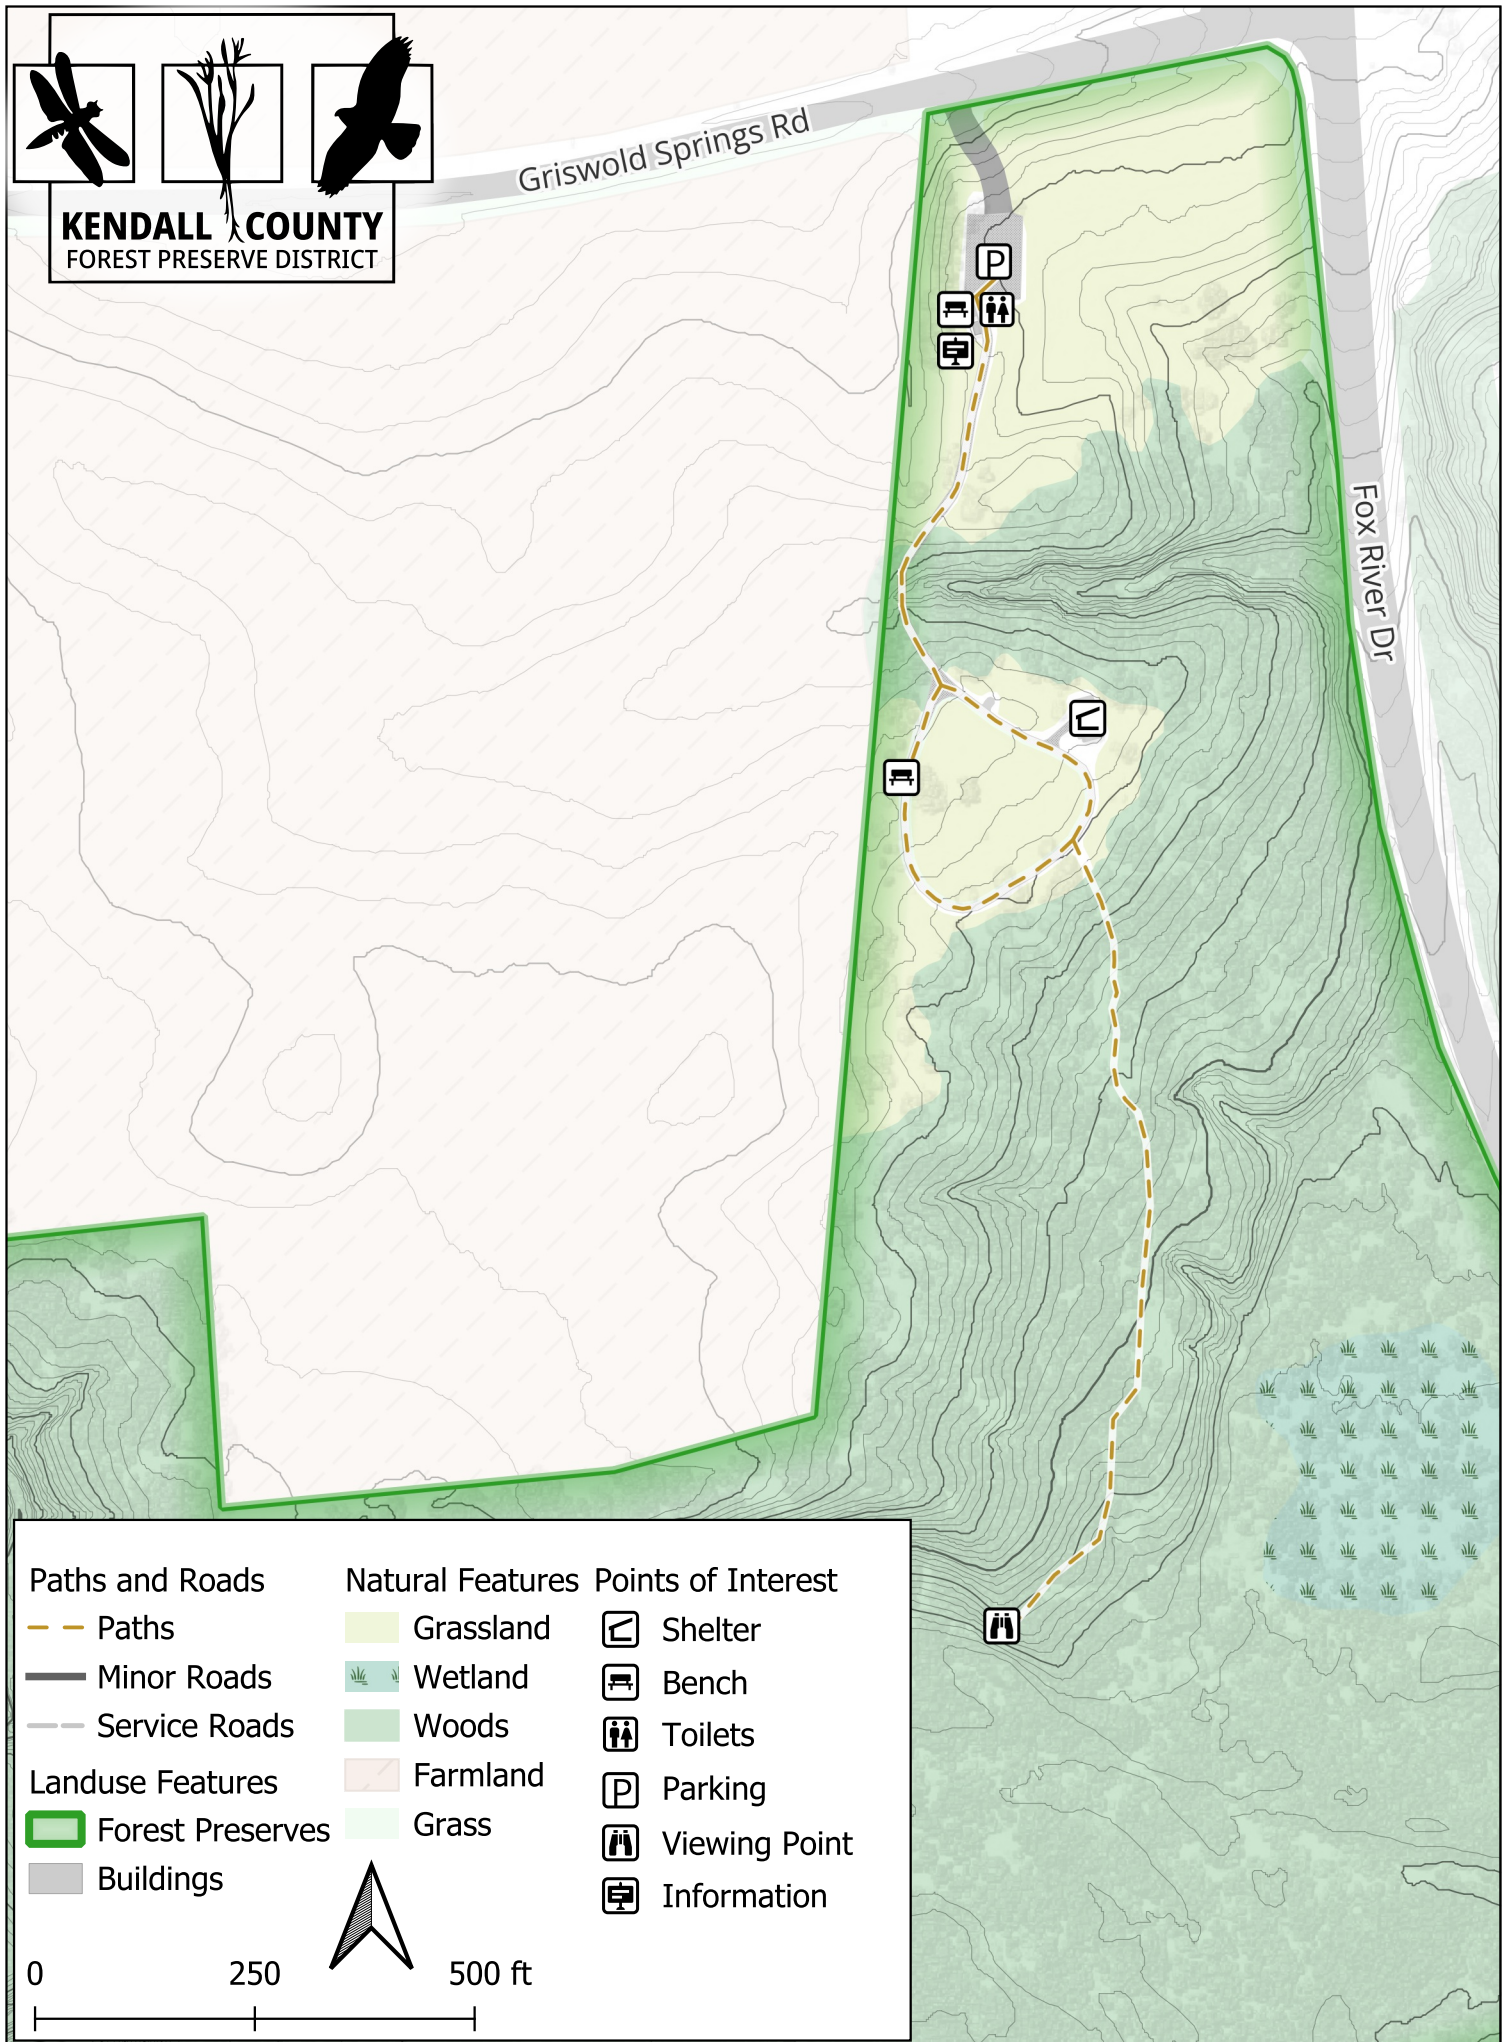 KENDALL COUNTY
FOREST PRESERVE DISTRICT
Griswold Springs Rd
P
Fox River Dr
Paths and Roads
Paths
Minor Roads
Service Roads
Landuse Features
Forest Preserves
Buildings
Natural Features
Grassland
Wetland
Woods
Farmland
Grass
Points of Interest
Shelter
Bench
Toilets
P Parking
Viewing Point
Information
0 250 500 ft